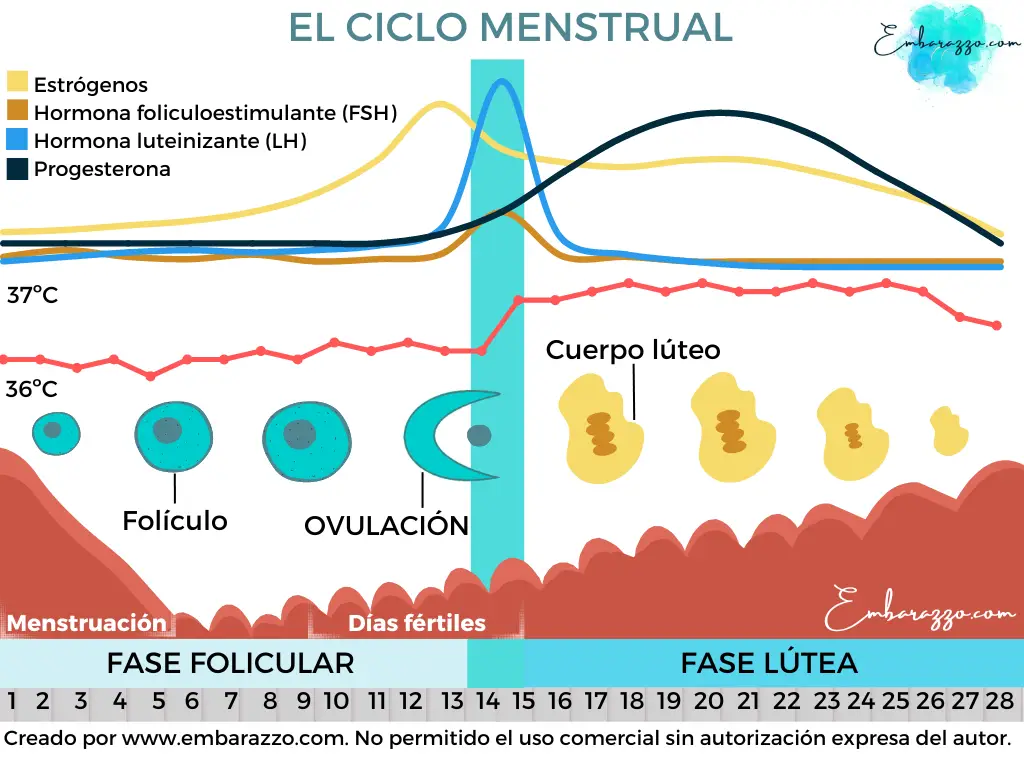 EL CICLO MENSTRUAL
Embarazzo.com
Estrógenos
Hormona foliculoestimulante (FSH)
Hormona luteinizante (LH)
Progesterona
37ºC
36ºC
Cuerpo lúteo
Folículo
OVULACIÓN
Embarazzo.com
Menstruación
Días fértiles
FASE FOLICULAR
FASE LÚTEA
1 2 3 4 5 6 7 8 9 10 11 12 13 14 15 16 17 18 19 20 21 22 23 24 25 26 27 28
Creado por www.embarazzo.com. No permitido el uso comercial sin autorización expresa del autor.